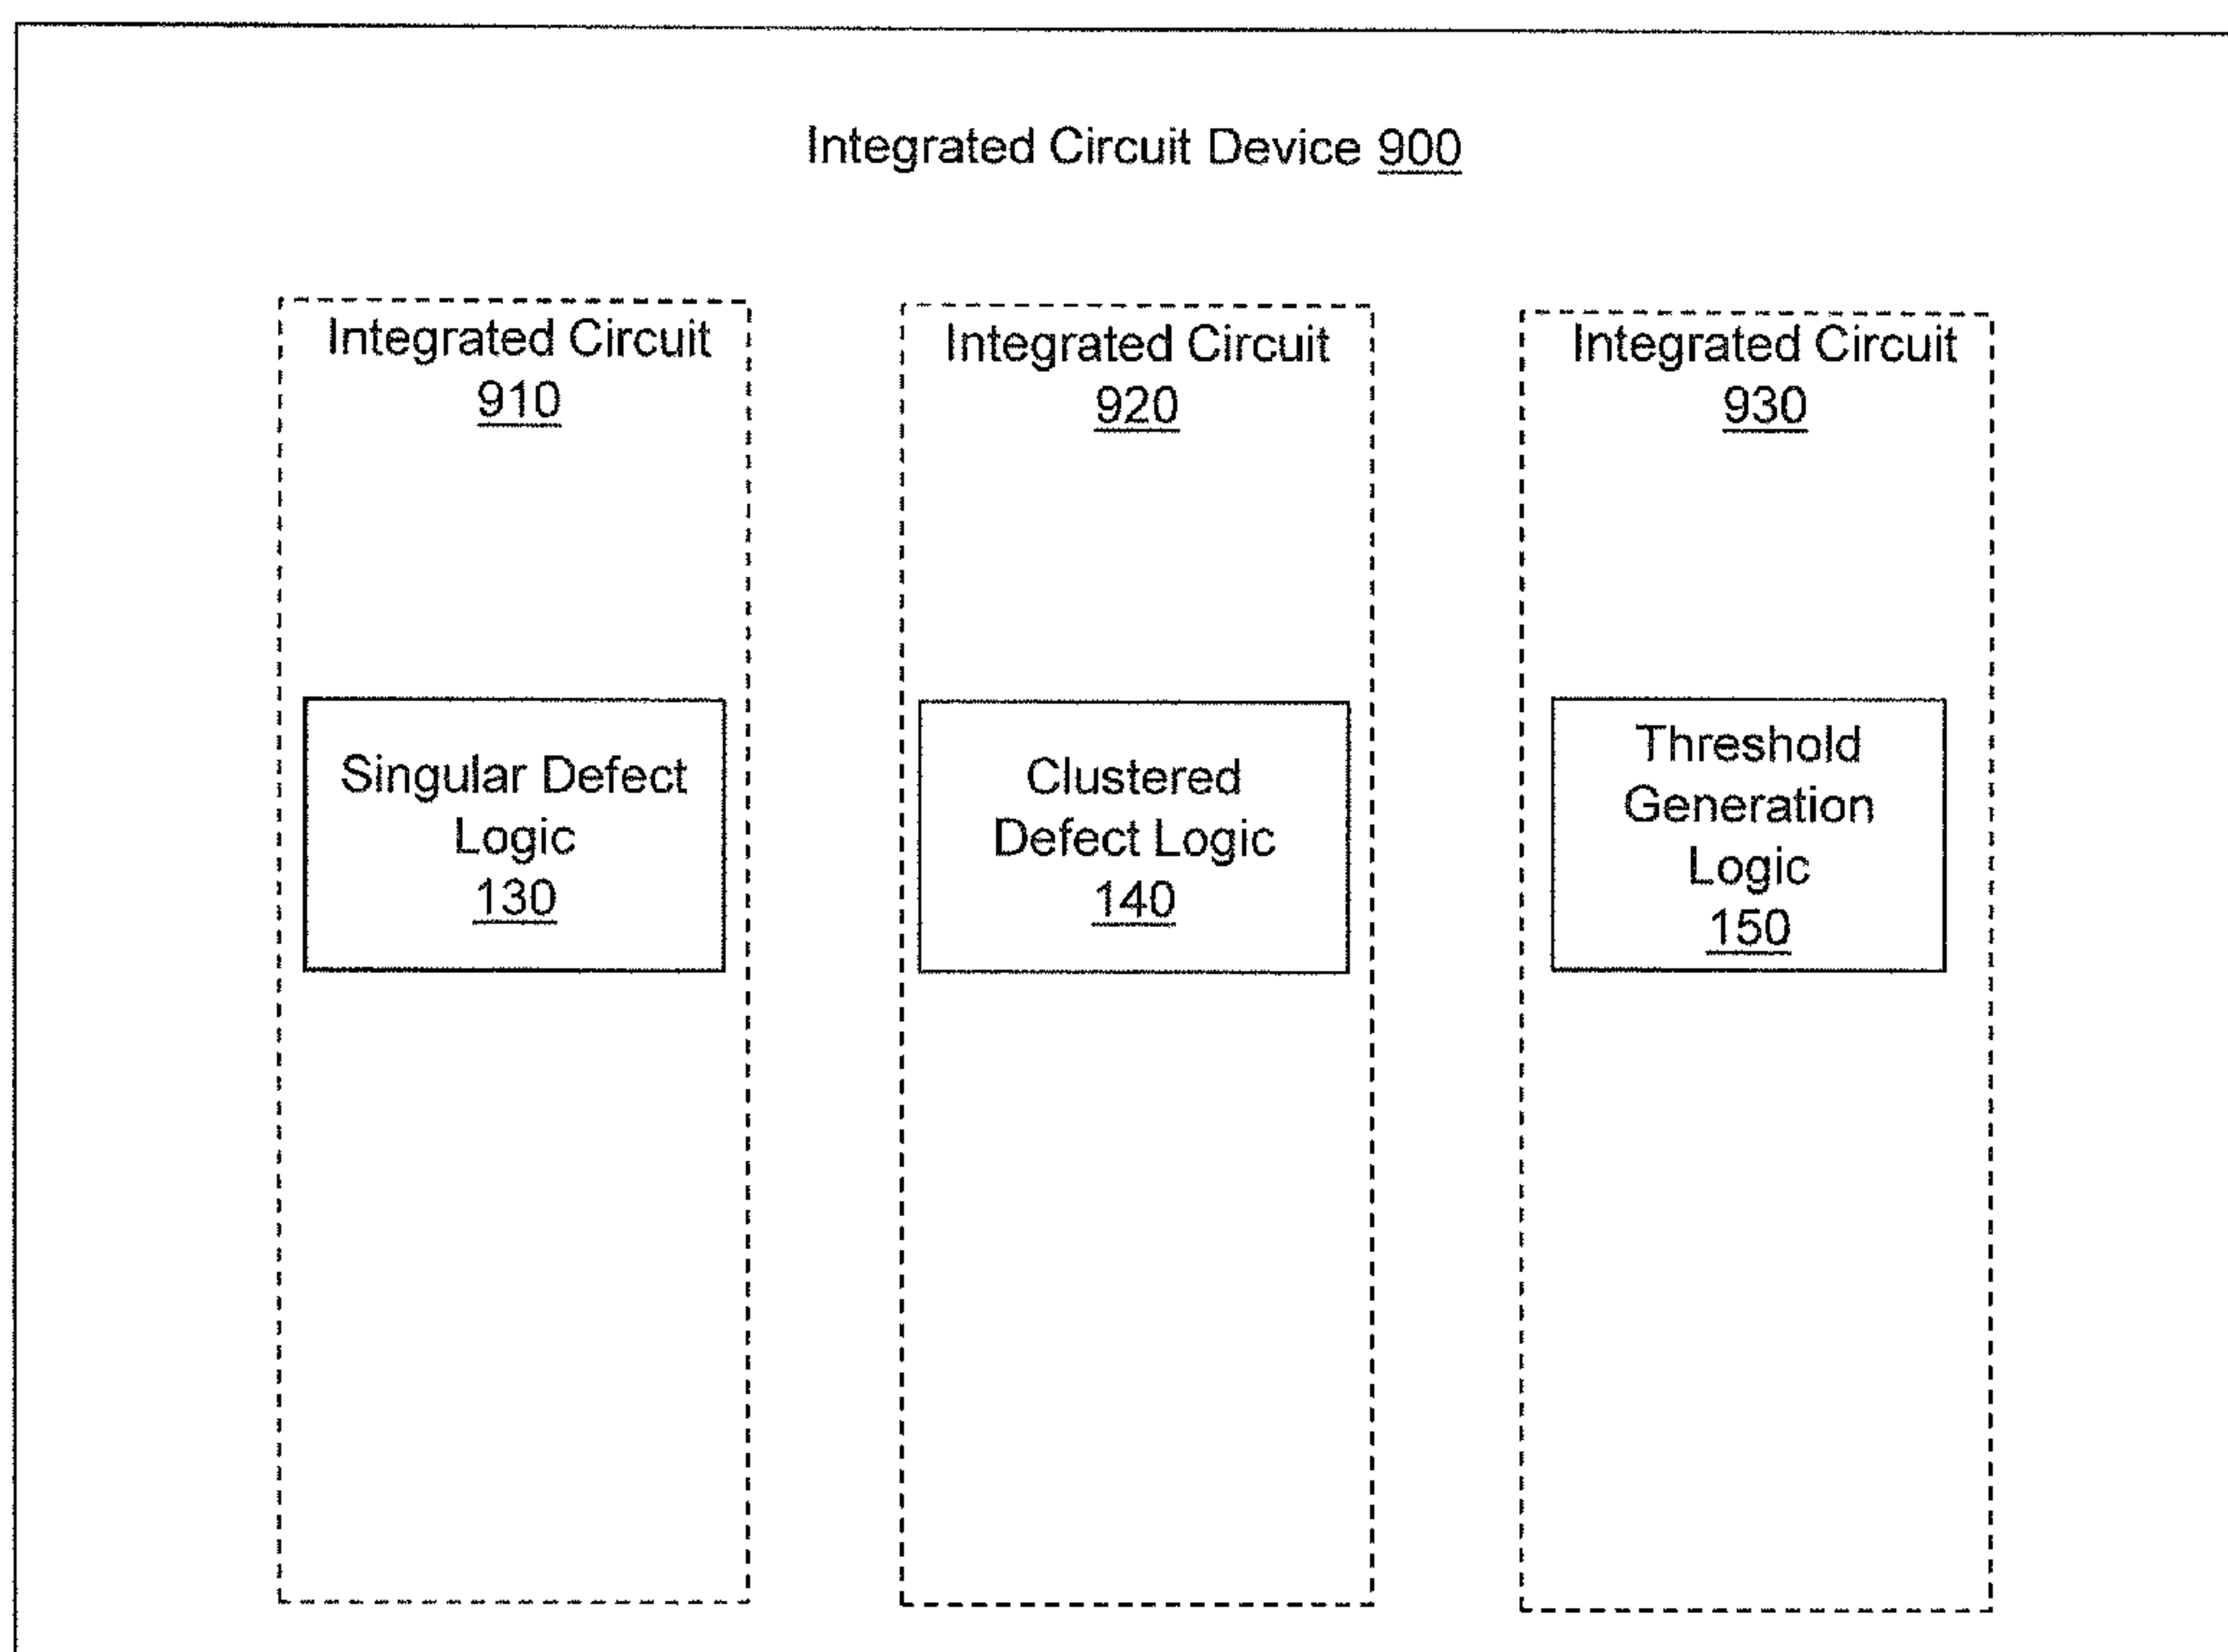 Integrated Circuit Device 900
Integrated Circuit
910
Singular Defect
Logic
130
Integrated Circuit
920
Clustered
Defect Logic
140
Integrated Circuit
930
Threshold
Generation
Logic
150